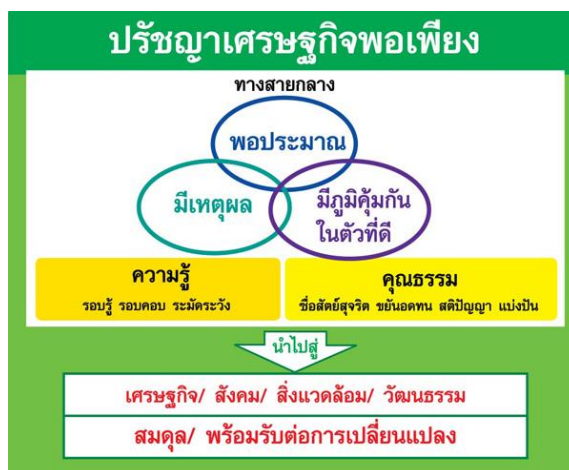 ปรัชญาเศรษฐกิจพอเพียง
ทางสายกลาง
พอประมาณ
มีเหตุผล
มีภูมิคุ้มกัน
ในตัวที่ดี
ความรู้
รอบรู้ รอบคอบ ระมัดระวัง
คุณธรรม
ซื่อสัตย์สุจริต ขยันอดทน สติปัญญา แบ่งปัน
นำไปสู่
เศรษฐกิจ/ สังคม/ สิ่งแวดล้อม/ วัฒนธรรม
สมดุล/ พร้อมรับต่อการเปลี่ยนแปลง